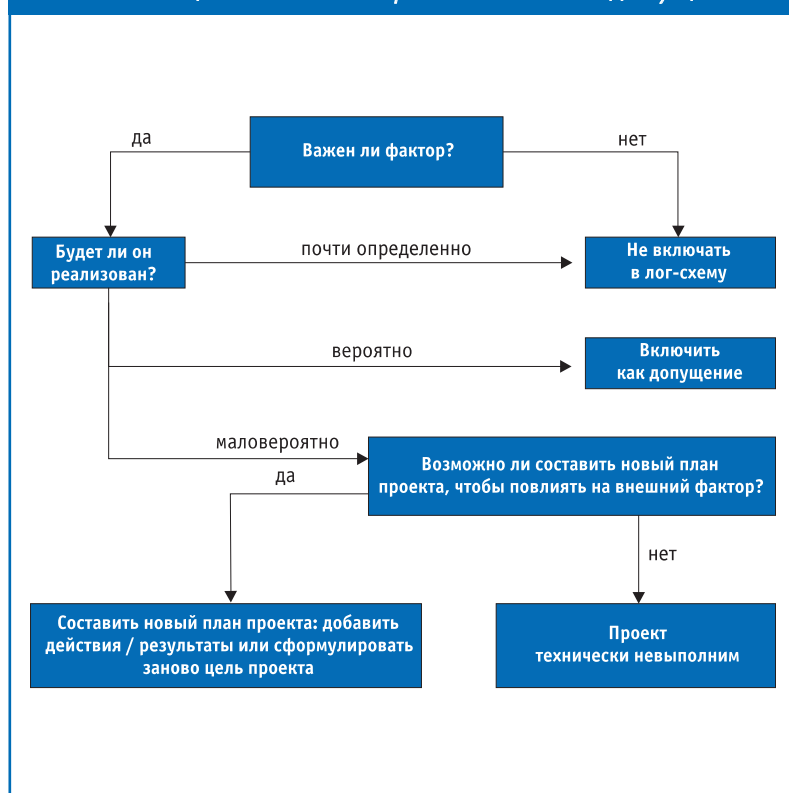 Важен ли фактор?
да
нет
Будет ли он
реализован?
почти определенно
Не включать
в лог-схему
вероятно
Включить
как допущение
маловероятно
Возможно ли составить новый план
проекта, чтобы повлиять на внешний фактор?
да
нет
Составить новый план проекта: добавить
действия / результаты или сформулировать
заново цель проекта
Проект
технически невыполним